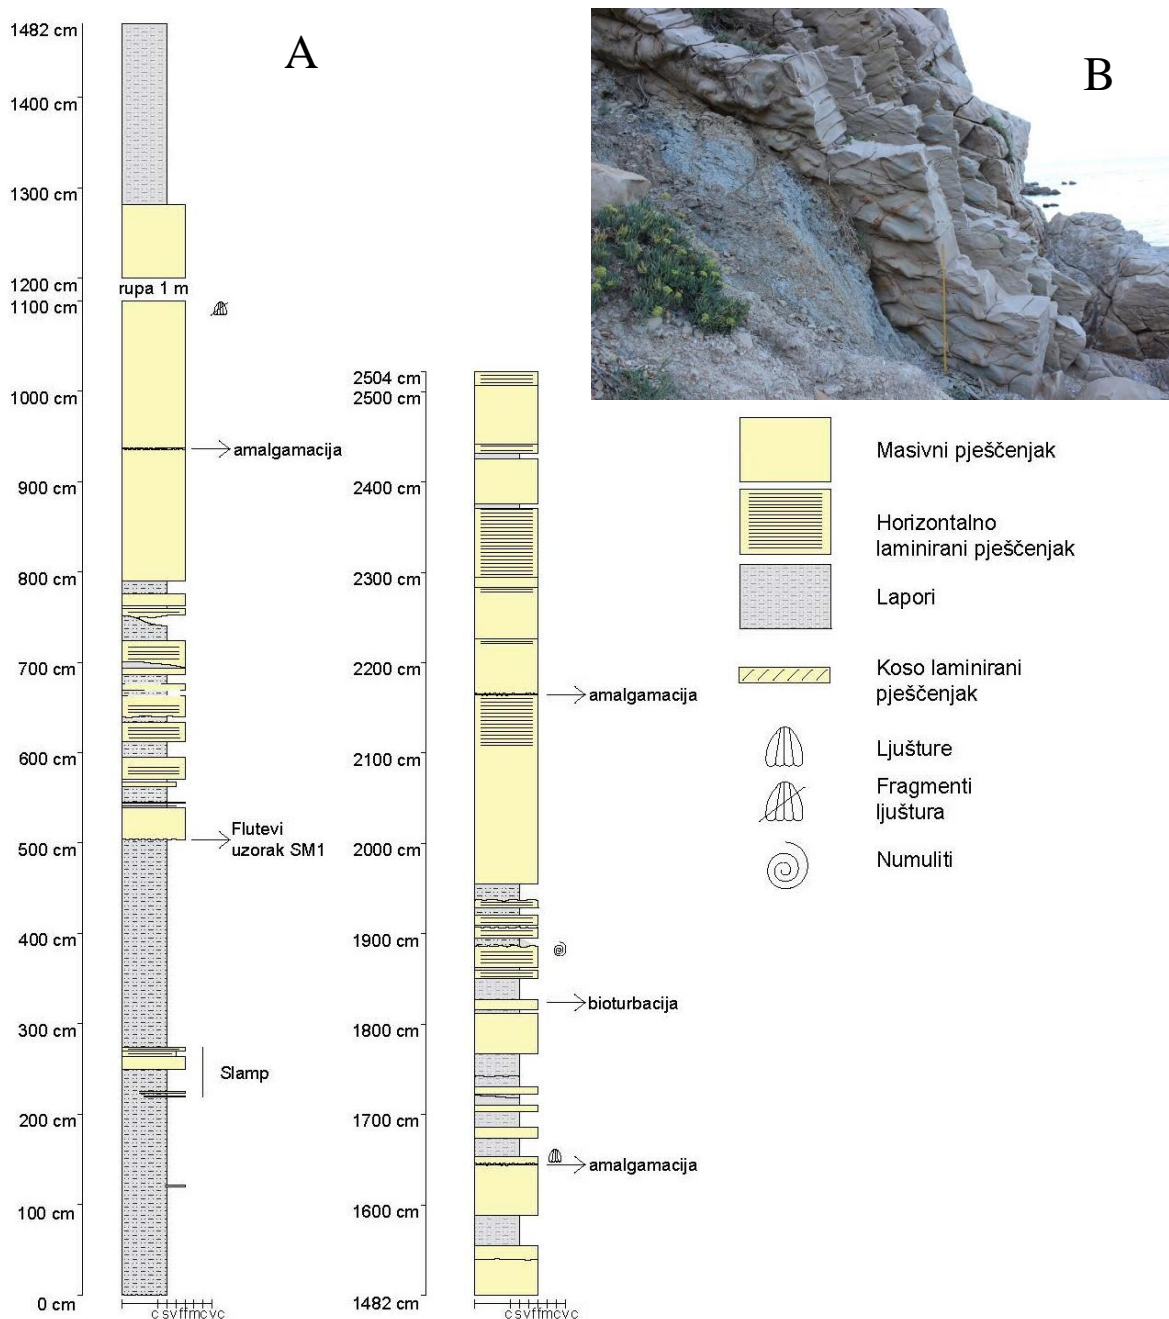 A
1482 cm
1400 cm
1300 cm
1200 cm
rupa 1 m
1100 cm
1000 cm
amalgamacija
900 cm
800 cm
700 cm
600 cm
Flutevi
uzorak SM1
500 cm
400 cm
300 cm
Slamp
200 cm
100 cm
0 cm
c s vf f m c vc
2504 cm
2500 cm
2400 cm
2300 cm
2200 cm
amalgamacija
2100 cm
2000 cm
1900 cm
bioturbacija
1800 cm
1700 cm
amalgamacija
1600 cm
1482 cm
c s vf f m c vc
B
Masivni pješčenjak
Horizontalno
laminirani pješčenjak
Lapori
Koso laminirani
pješčenjak
Ljušture
Fragmenti
ljuštura
Numuliti